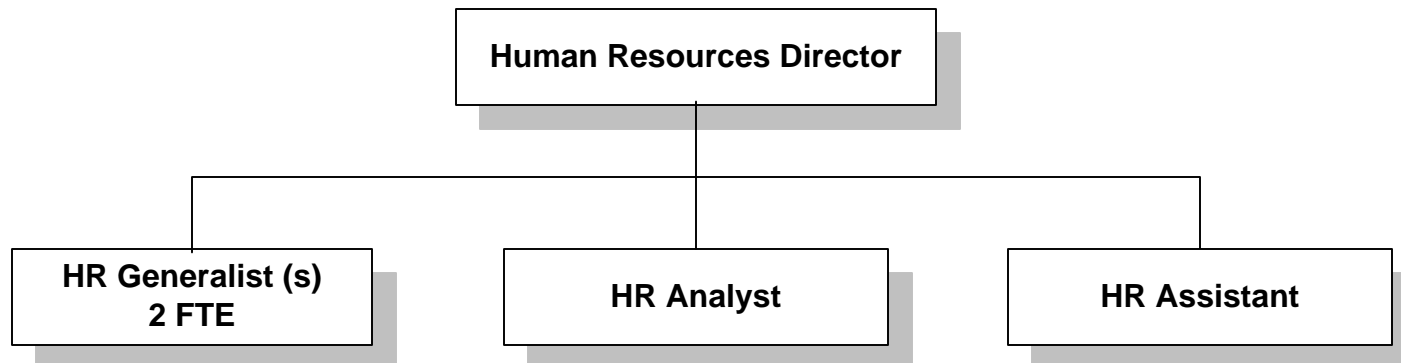 Human Resources Director
HR Generalist (s)
2 FTE
HR Analyst
HR Assistant